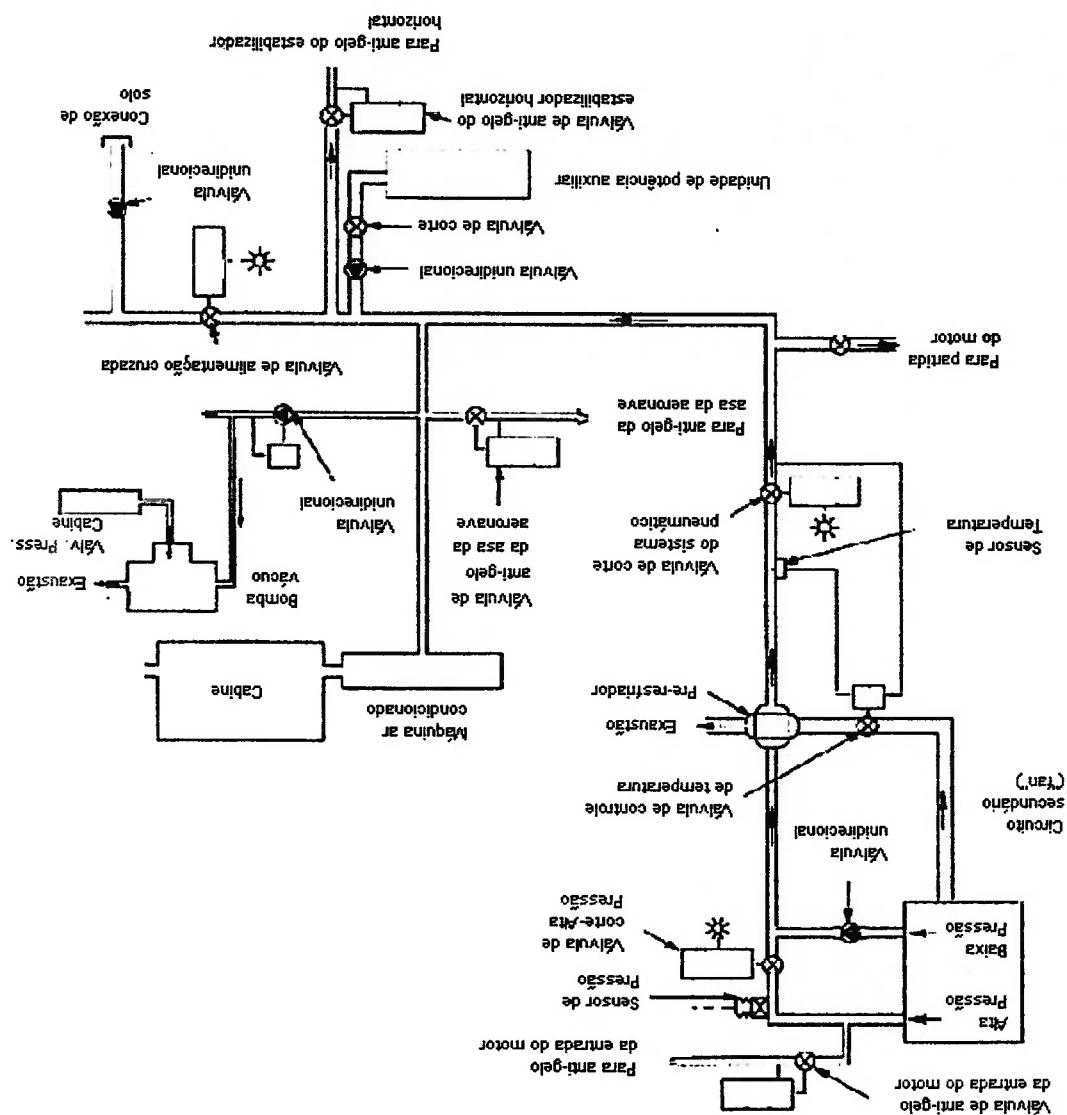 Válvula de anti-gelo
da entrada do motor
Para anti-gelo
da entrada do motor
Alta
Pressão
Sensor de
Pressão
Válvula de
corte-Alta
Pressão
Baixa
Pressão
Válvula
unidirecional
Circuito
secundário
("fan")
Válvula de controle
de temperatura
Exaustão
Pre-resfriador
Máquina ar
condicionado
Cabine
Sensor de
Temperatura
Válvula de corte
do sistema
pneumático
Válvula de
anti-gelo
da asa da
aeronave
Bomba
vácuo
Exaustão
Válv. Press.
Cabine
Válvula
unidirecional
Para anti-gelo da
asa da aeronave
Para partida
do motor
Válvula de alimentação cruzada
Válvula unidirecional
Válvula de corte
Unidade de potência auxiliar
Válvula
unidirecional
Válvula de anti-gelo do
estabilizador horizontal
Conexão de
solo
Para anti-gelo do estabilizador
horizontal